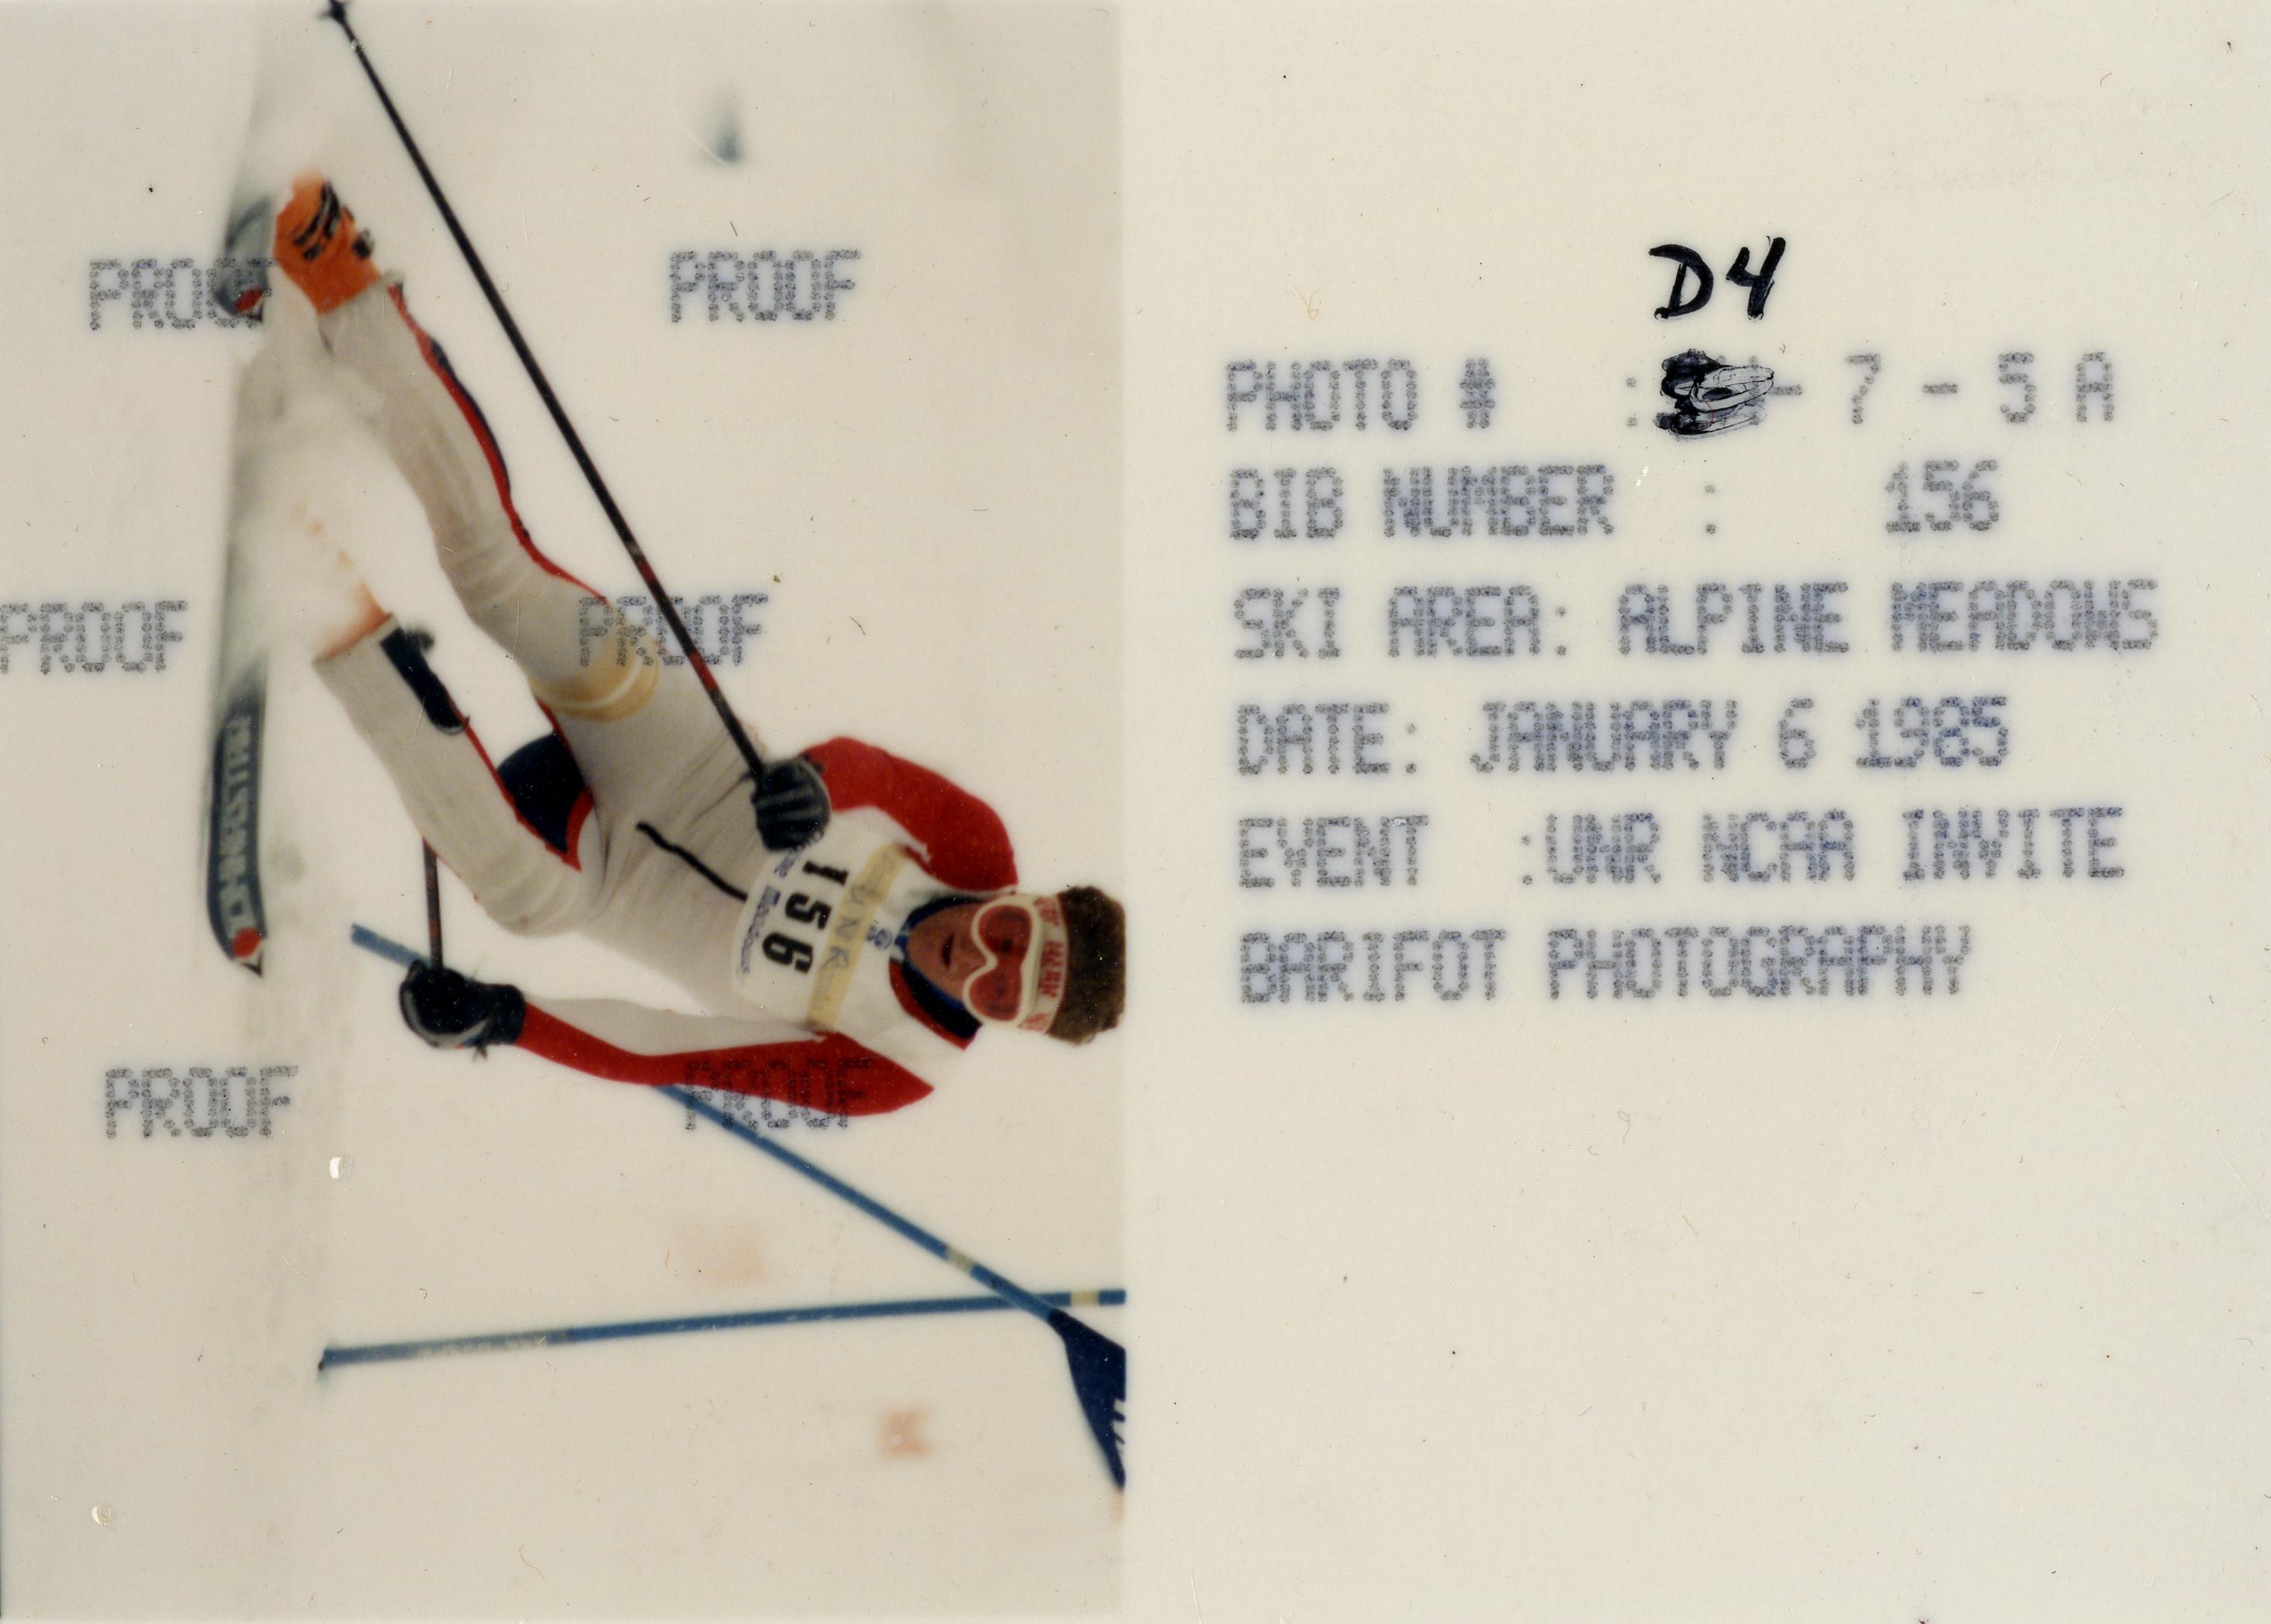 PROOF
PROOF
PROOF
PROOF
PROOF
PROOF
156
UNR
D4
PHOTO # : - 7 - 5 A
BIB NUMBER : 156
SKI AREA: ALPINE MEADOWS
DATE: JANUARY 6 1985
EVENT :UNR NCAA INVITE
BARIFOT PHOTOGRAPHY